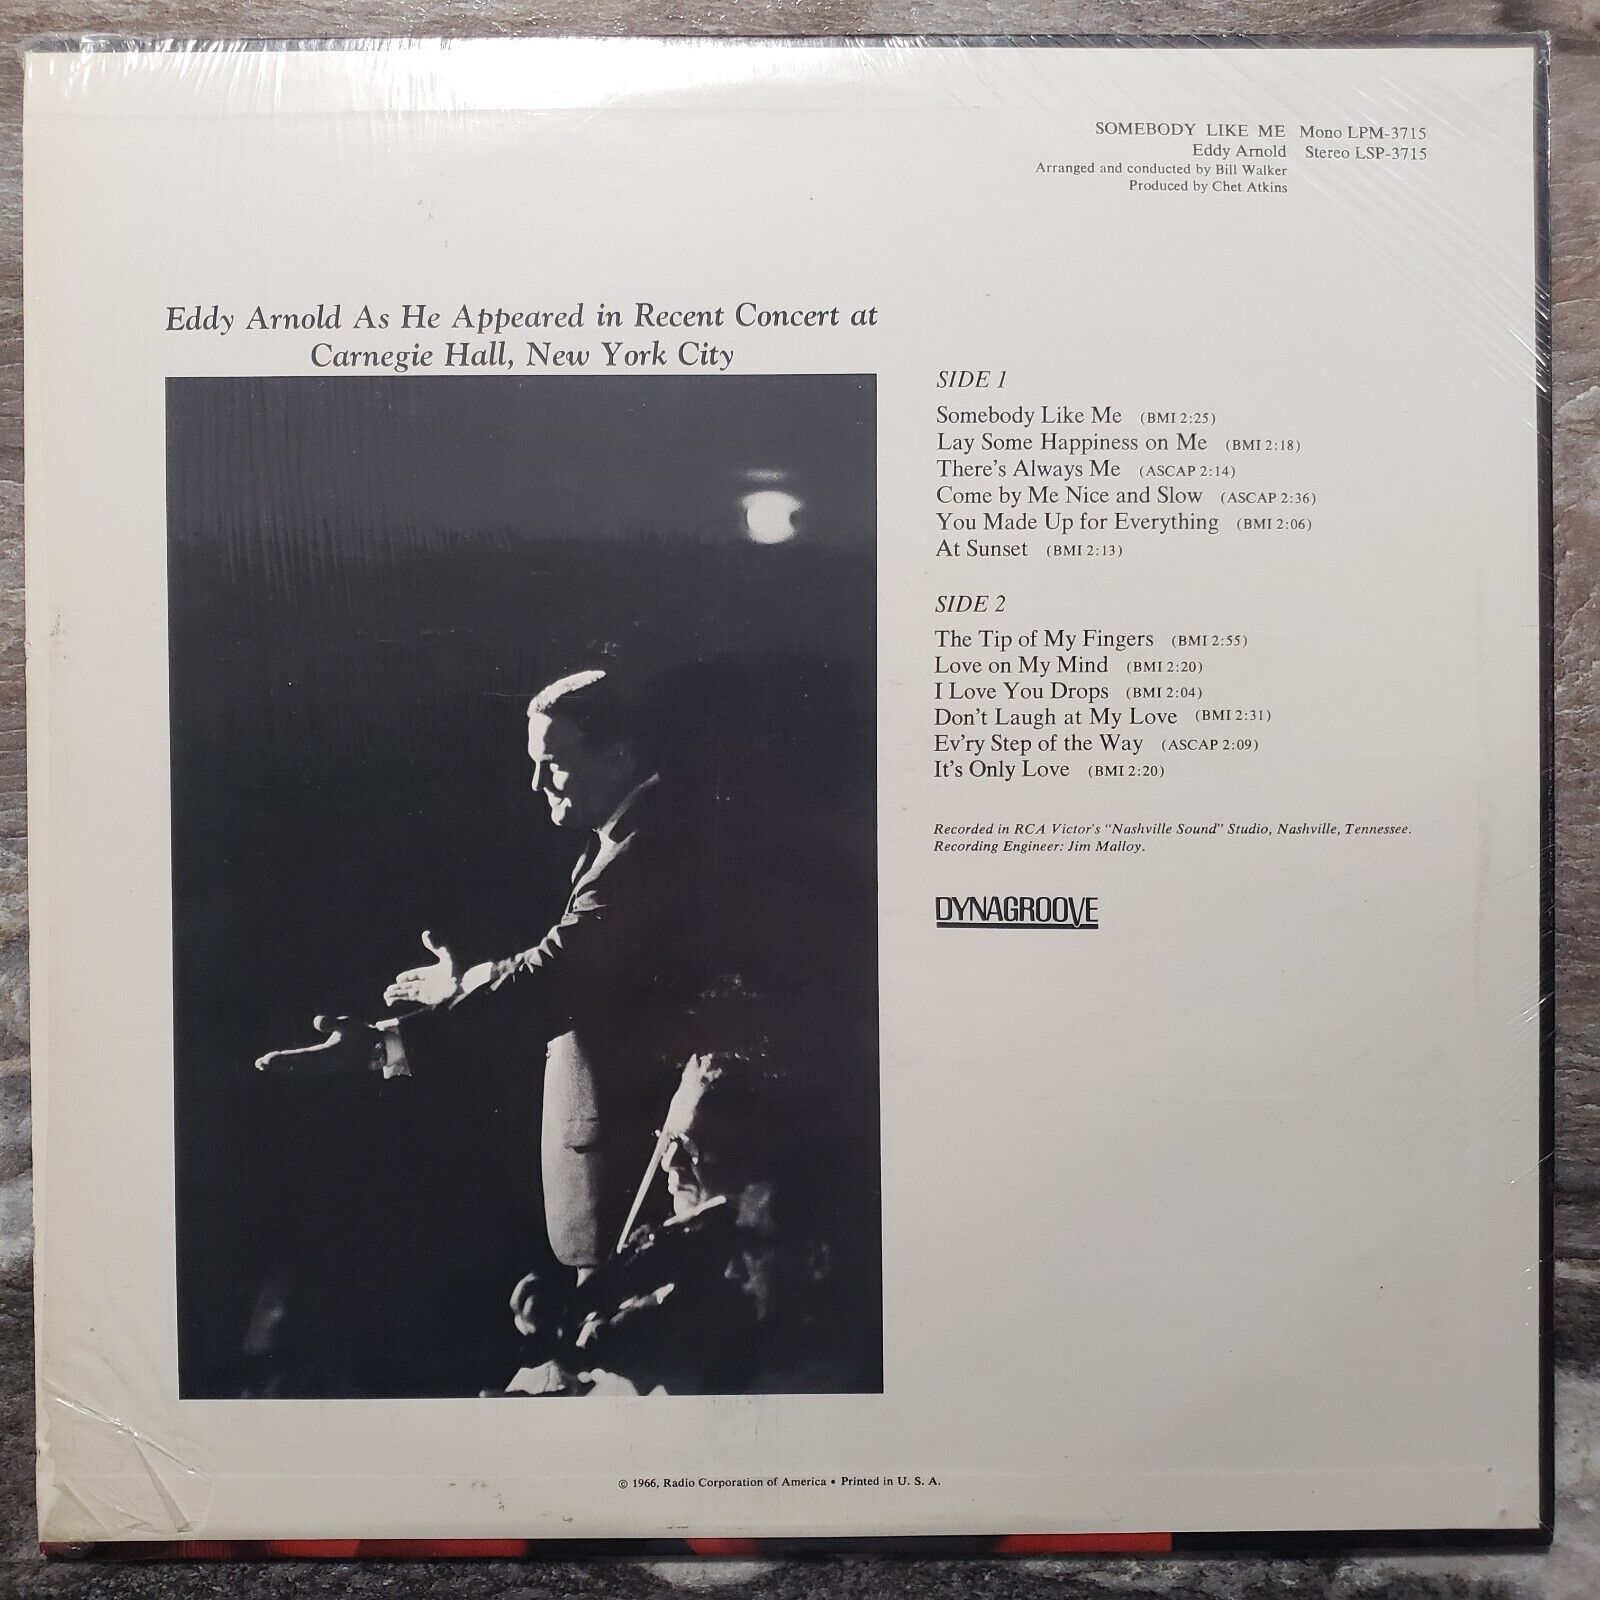 SOMEBODY LIKE ME Mono LPM-3715
Eddy Arnold Stereo LSP-3715
Arranged and conducted by Bill Walker
Produced by Chet Atkins
Eddy Arnold As He Appeared in Recent Concert at
Carnegie Hall, New York City
SIDE 1
Somebody Like Me (BMI 2:25)
Lay Some Happiness on Me (BMI 2:18)
There's Always Me (ASCAP 2:14)
Come by Me Nice and Slow (ASCAP 2:36)
You Made Up for Everything (BMI 2:06)
At Sunset (BMI 2:13)
SIDE 2
The Tip of My Fingers (BMI 2:55)
Love on My Mind (BMI 2:20)
I Love You Drops (BMI 2:04)
Don't Laugh at My Love (BMI 2:31)
Ev'ry Step of the Way (ASCAP 2:09)
It's Only Love (BMI 2:20)
Recorded in RCA Victor's "Nashville Sound" Studio, Nashville, Tennessee.
Recording Engineer: Jim Malloy.
DYNAGROOVE
© 1966, Radio Corporation of America • Printed in U. S. A.